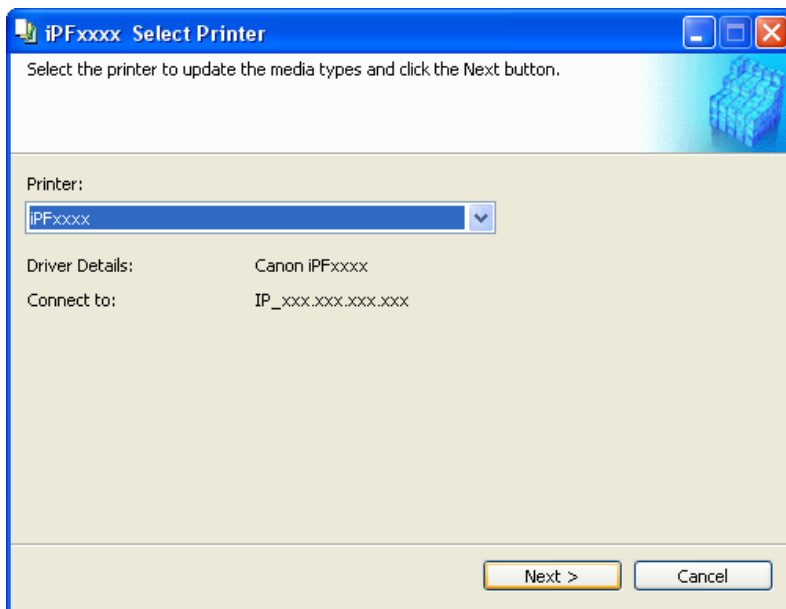 iPFxxxx Select Printer
Select the printer to update the media types and click the Next button.
Printer:
iPFxxxx
Driver Details: Canon iPFxxxx
Connect to: IP_xxx.xxx.xxx.xxx
Next > Cancel